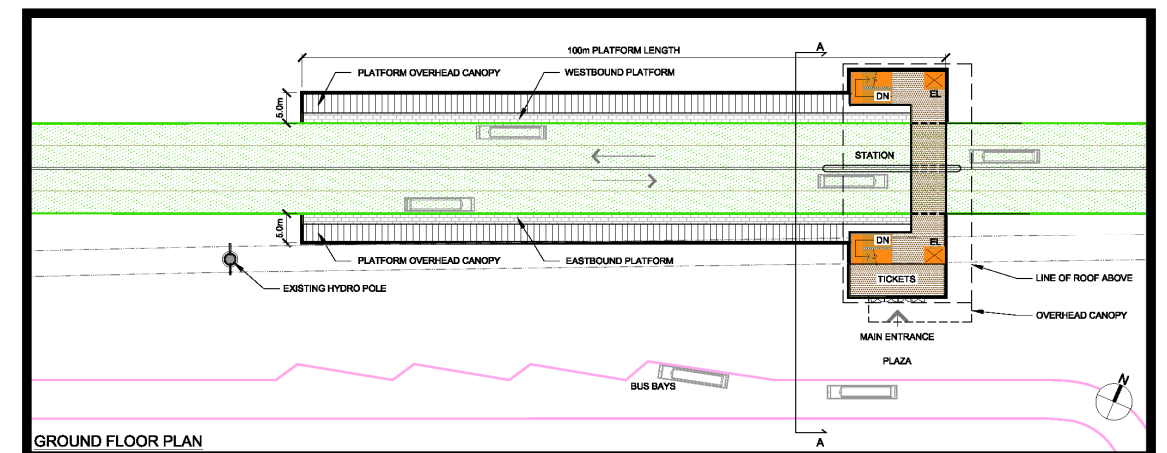 A
100m PLATFORM LENGTH
PLATFORM OVERHEAD CANOPY
WESTBOUND PLATFORM
5.0m
DN
EL
STATION
5.0m
DN
EL
PLATFORM OVERHEAD CANOPY
EASTBOUND PLATFORM
TICKETS
LINE OF ROOF ABOVE
EXISTING HYDRO POLE
OVERHEAD CANOPY
MAIN ENTRANCE
PLAZA
BUS BAYS
N
A
GROUND FLOOR PLAN